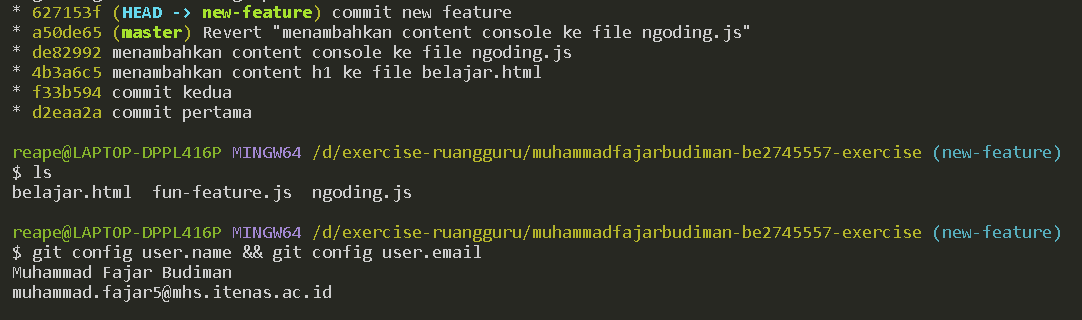 * 627153f (HEAD -> new-feature) commit new feature
* a50de65 (master) Revert "menambahkan content console ke file ngoding.js"
* de82992 menambahkan content console ke file ngoding.js
* 4b3a6c5 menambahkan content h1 ke file belajar.html
* f33b594 commit kedua
* d2eaa2a commit pertama
reape@LAPTOP-DPPL416P MINGW64 /d/exercise-ruangguru/muhammadfajarbudiman-be2745557-exercise (new-feature)
$ ls
belajar.html  fun-feature.js  ngoding.js
reape@LAPTOP-DPPL416P MINGW64 /d/exercise-ruangguru/muhammadfajarbudiman-be2745557-exercise (new-feature)
$ git config user.name && git config user.email
Muhammad Fajar Budiman
muhammad.fajar5@mhs.itenas.ac.id